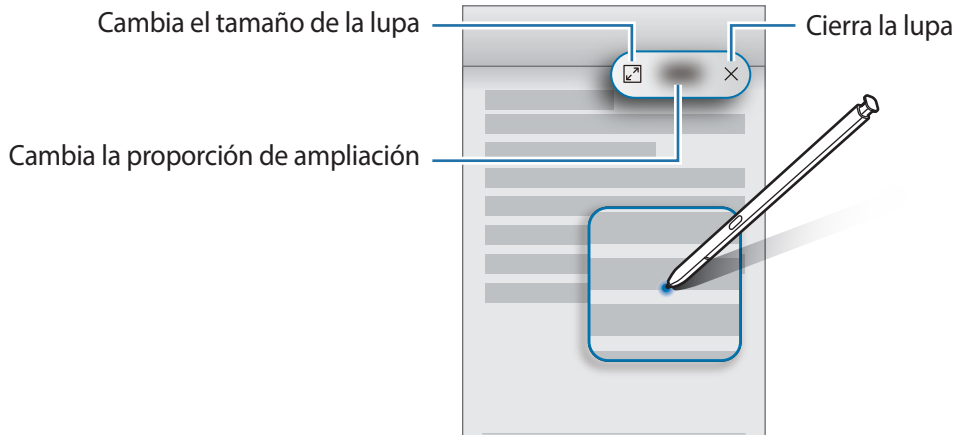 Cambia el tamaño de la lupa
Cierra la lupa
Cambia la proporción de ampliación